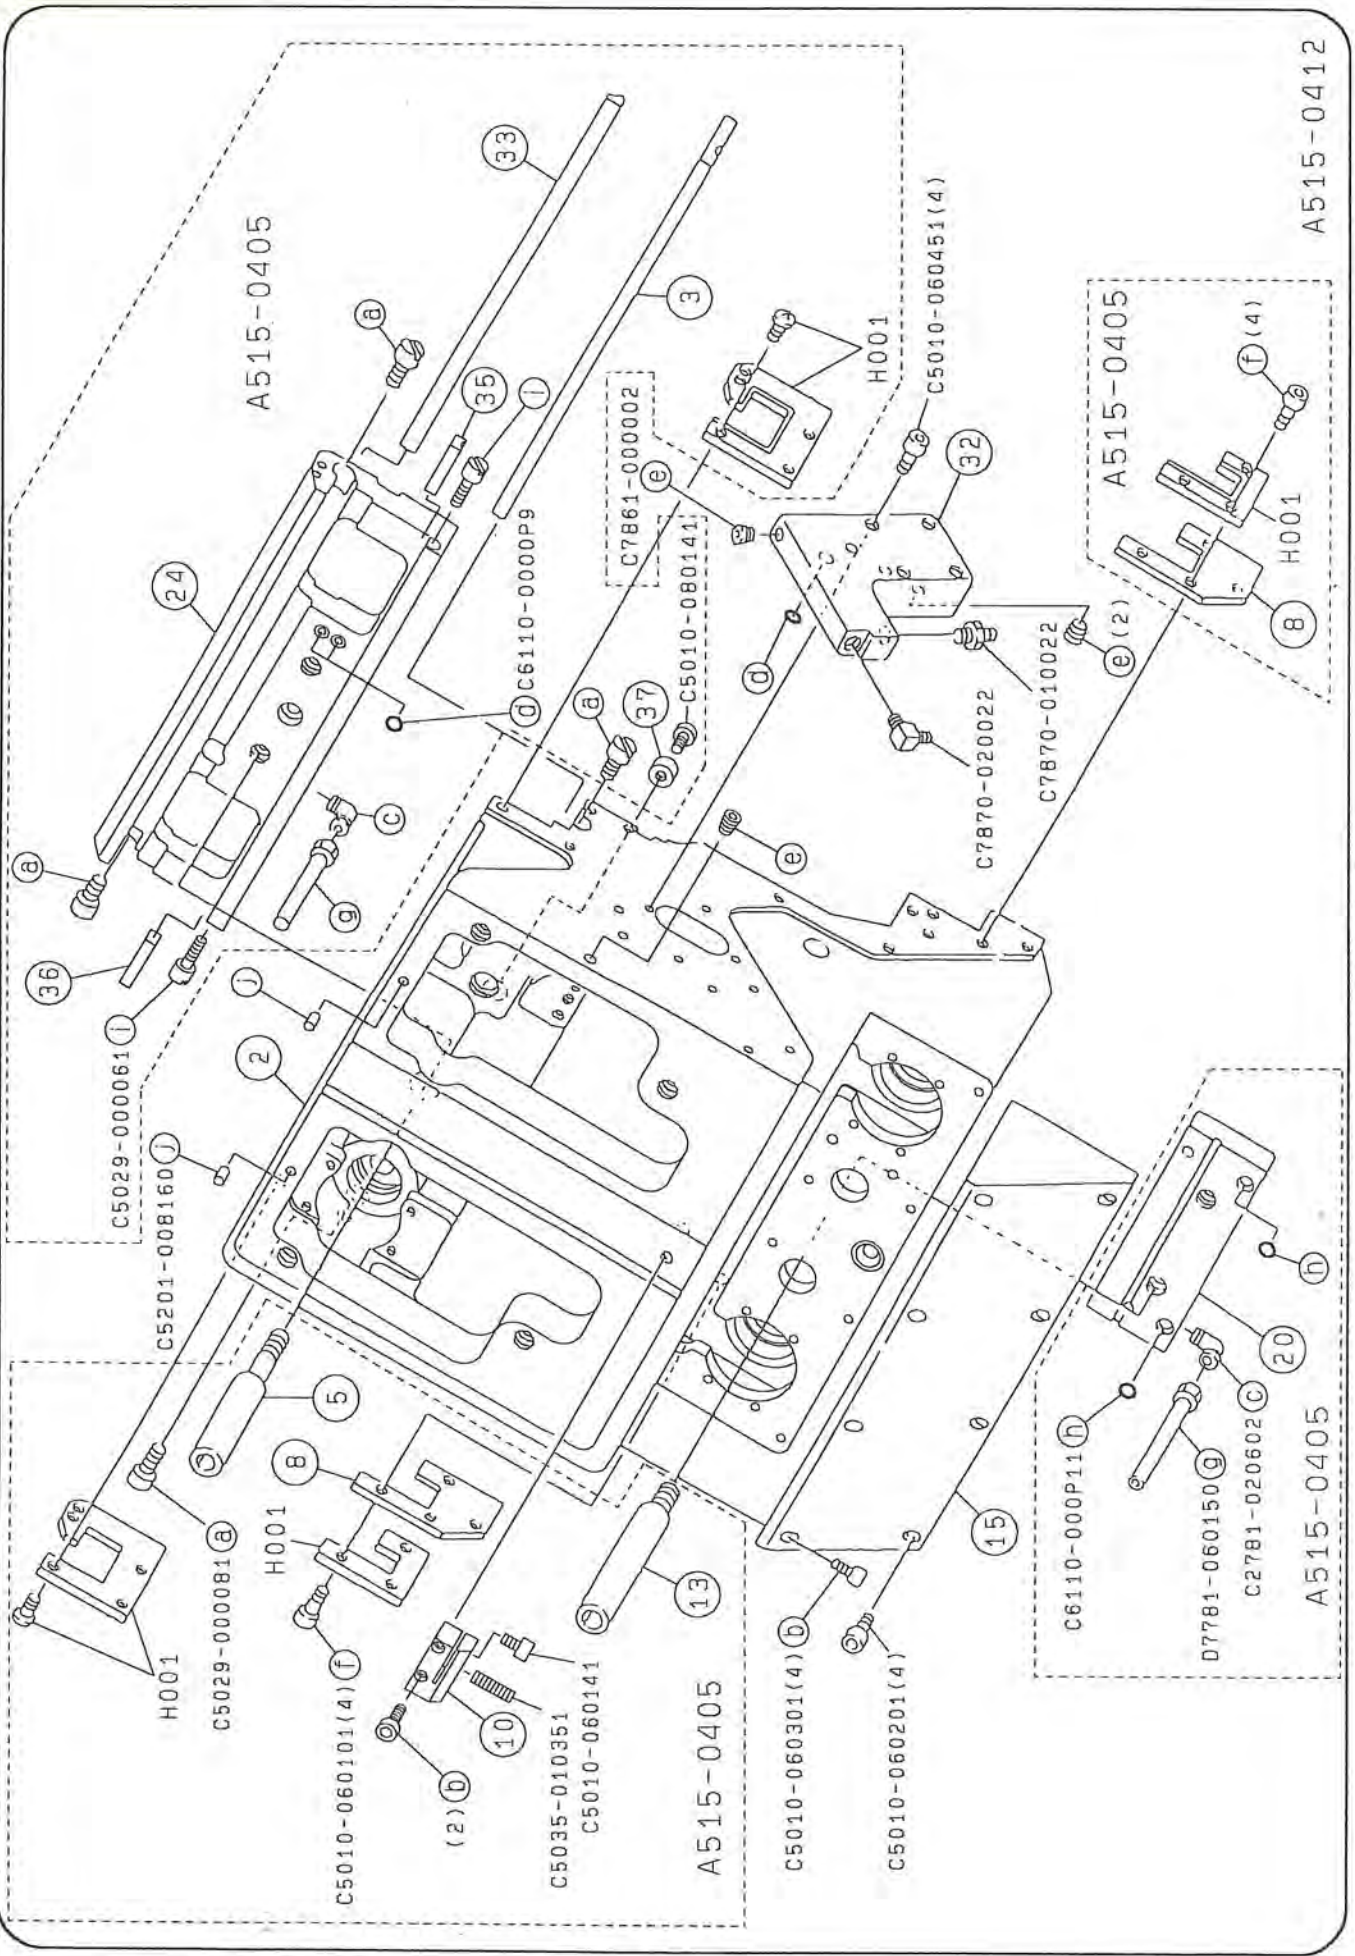 A515-0412
A515-0405
33
a
35
i
3
24
H001
C7861-000002
e
C5010-060451(4)
32
A515-0405
f(4)
H001
8
d C6110-000P9
C5010-080141
a
37
d
e(2)
C7870-010022
C7870-020022
e
a
c
g
36
C5029-000061 i
j
2
C5201-008160 j
5
8
H001
C5029-000081 a
H001
C5010-060101(4) f
(2) b
10
C5035-010351
C5010-060141
A515-0405
13
C5010-060301(4) b
C5010-060201(4)
15
h
20
C6110-000P11 h
D7781-060150 g
C2781-020602 c
A515-0405